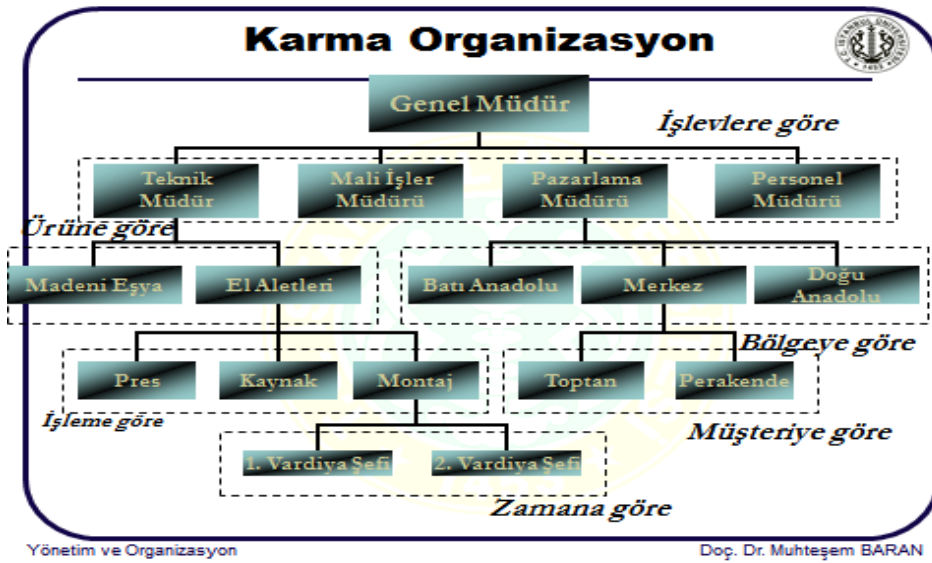 Karma Organizasyon
Genel Müdür
İşlevlere göre
Teknik
Müdür
Mali İşler
Müdürü
Pazarlama
Müdürü
Personel
Müdürü
Ürüne göre
Madeni Eşya
El Aletleri
Batı Anadolu
Merkez
Doğu
Anadolu
Bölgeye göre
Pres
Kaynak
Montaj
Toptan
Perakende
İşleme göre
Müşteriye göre
1. Vardiya Şefi
2. Vardiya Şefi
Zamana göre
Yönetim ve Organizasyon
Doç. Dr. Muhteşem BARAN